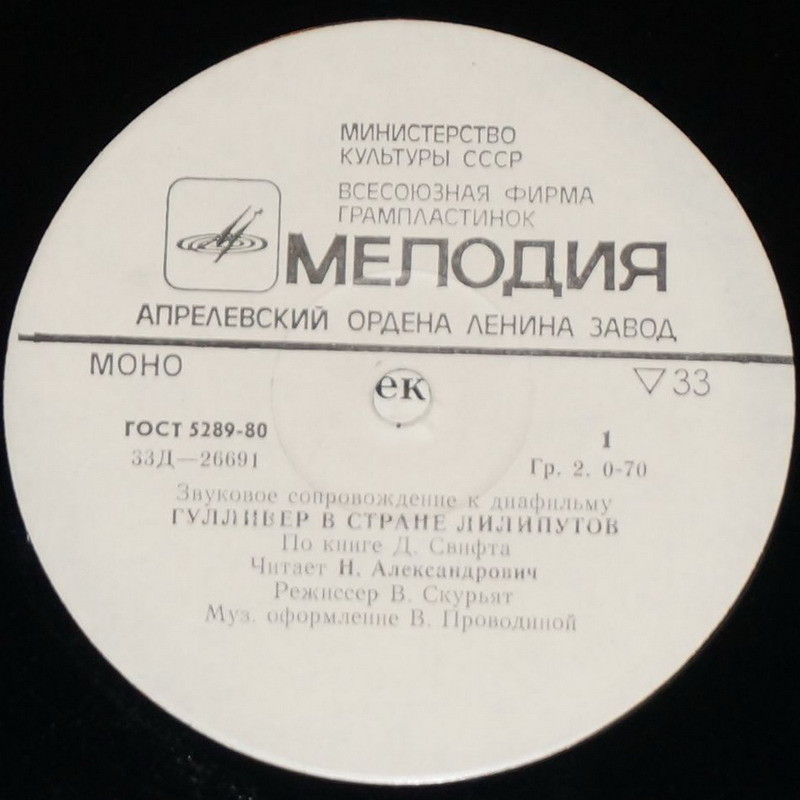 МИНИСТЕРСТВО
КУЛЬТУРЫ СССР
ВСЕСОЮЗНАЯ ФИРМА
ГРАМПЛАСТИНОК
МЕЛОДИЯ
АПРЕЛЕВСКИЙ ОРДЕНА ЛЕНИНА ЗАВОД
МОНО
ек
33
ГОСТ 5289-80
1
33Д—26691
Гр. 2. 0-70
Звуковое сопровождение к диафильму
ГУЛЛИВЕР В СТРАНЕ ЛИЛИПУТОВ
По книге Д. Свифта
Читает Н. Александрович
Режиссер В. Скурьят
Муз. оформление В. Проводиной